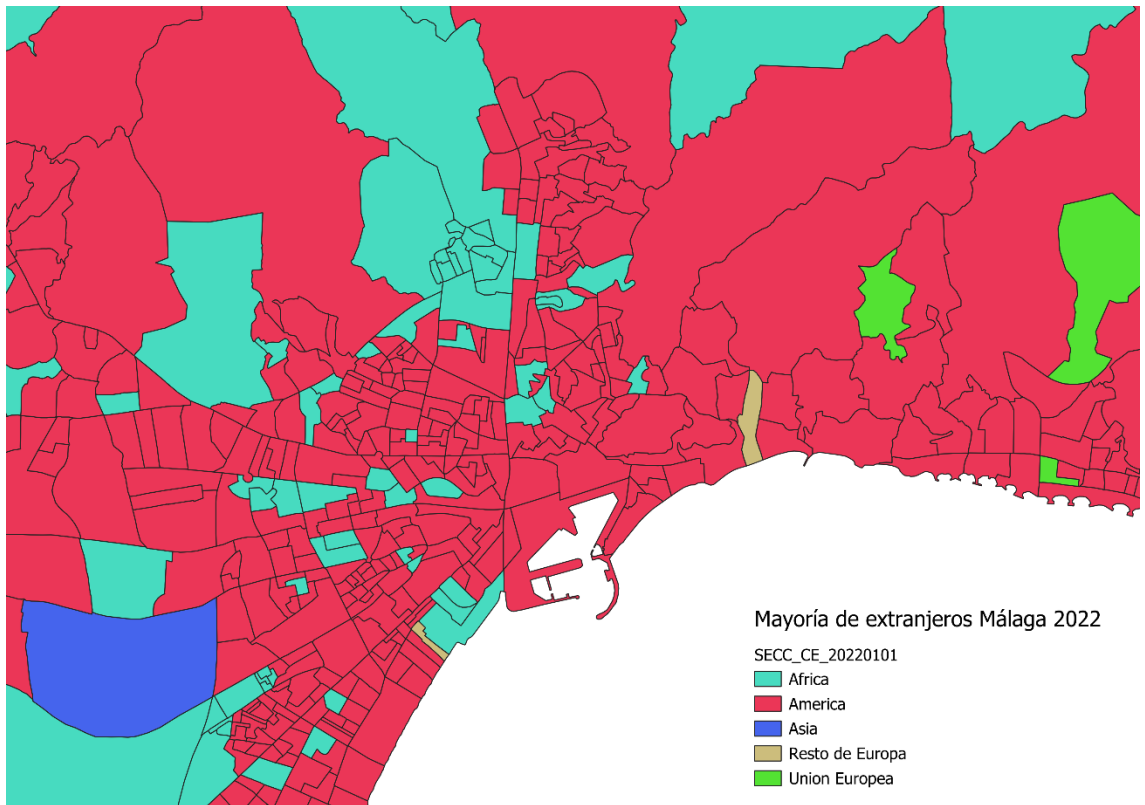 Mayoría de extranjeros Málaga 2022
SECC_CE_20220101
Africa
America
Asia
Resto de Europa
Union Europea